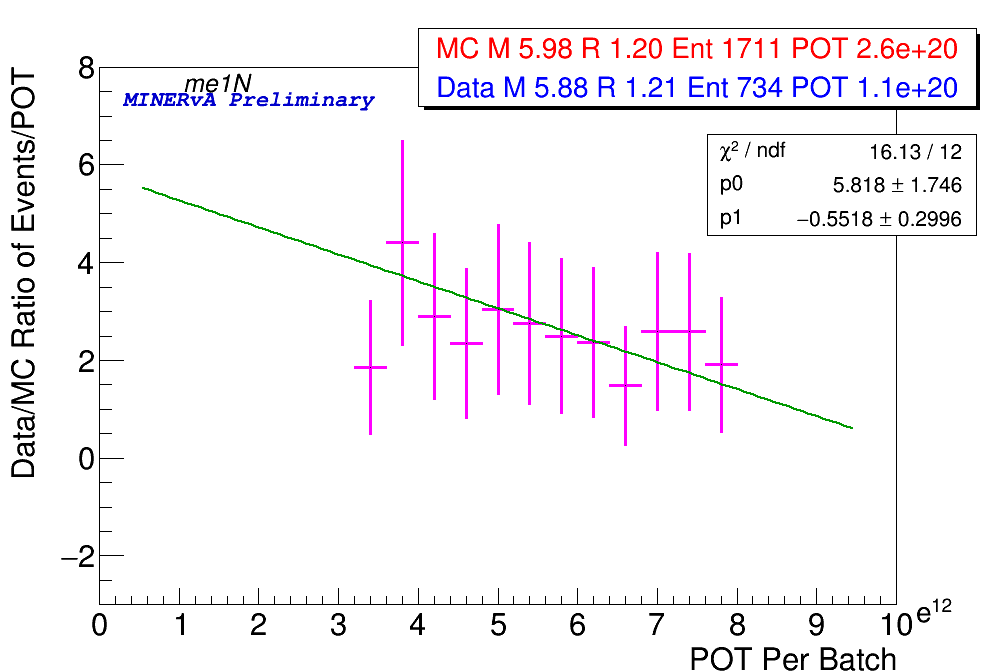 MC M 5.98 R 1.20 Ent 1711 POT 2.6e+20
Data M 5.88 R 1.21 Ent 734 POT 1.1e+20
me1N
MINERvA Preliminary
χ² / ndf 16.13 / 12
p0 5.818 ± 1.746
p1 −0.5518 ± 0.2996
Data/MC Ratio of Events/POT
8
6
4
2
0
−2
0 1 2 3 4 5 6 7 8 9 10 e12
POT Per Batch